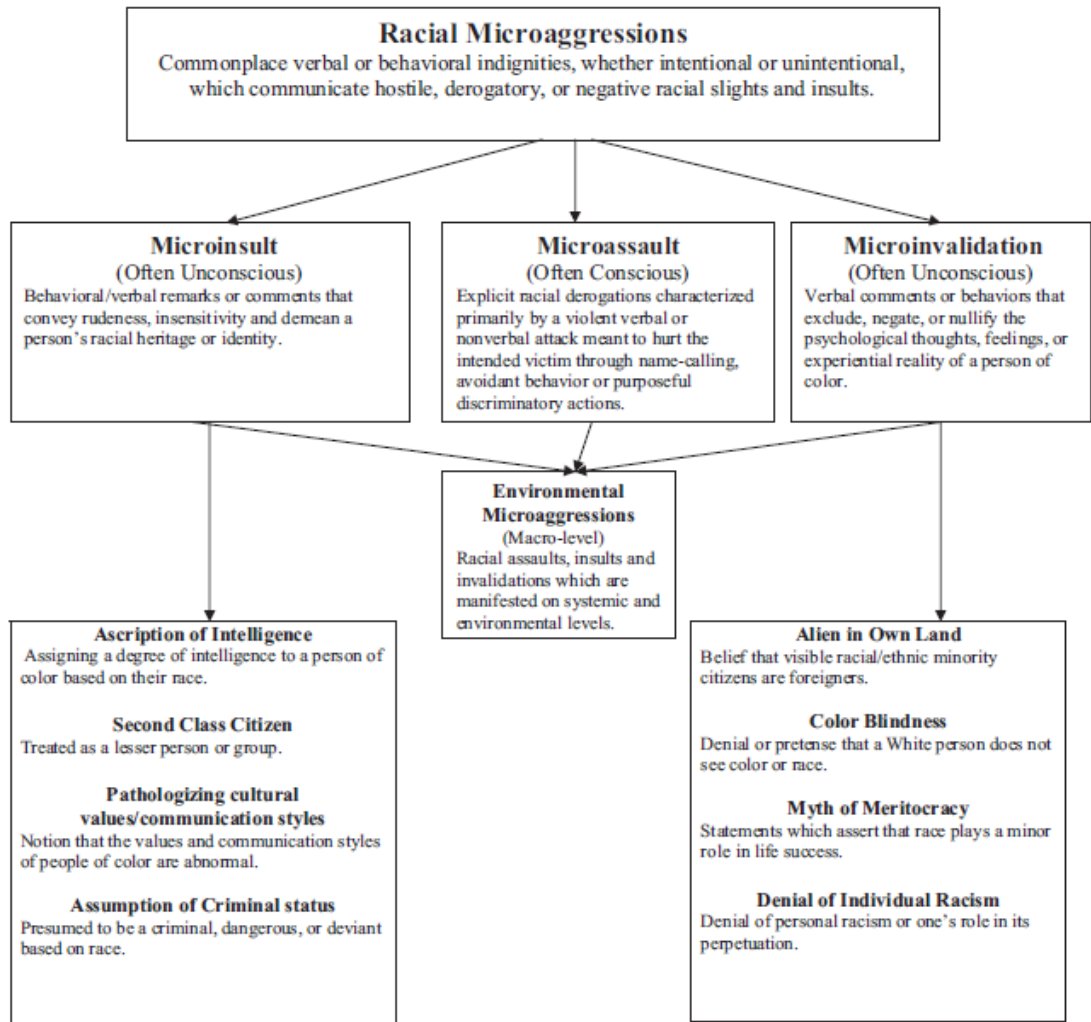 Racial Microaggressions
Commonplace verbal or behavioral indignities, whether intentional or unintentional,
which communicate hostile, derogatory, or negative racial slights and insults.
Microinsult
(Often Unconscious)
Behavioral/verbal remarks or comments that
convey rudeness, insensitivity and demean a
person's racial heritage or identity.
Microassault
(Often Conscious)
Explicit racial derogations characterized
primarily by a violent verbal or
nonverbal attack meant to hurt the
intended victim through name-calling,
avoidant behavior or purposeful
discriminatory actions.
Microinvalidation
(Often Unconscious)
Verbal comments or behaviors that
exclude, negate, or nullify the
psychological thoughts, feelings, or
experiential reality of a person of
color.
Environmental
Microaggressions
(Macro-level)
Racial assaults, insults and
invalidations which are
manifested on systemic and
environmental levels.
Ascription of Intelligence
Assigning a degree of intelligence to a person of
color based on their race.
Second Class Citizen
Treated as a lesser person or group.
Pathologizing cultural
values/communication styles
Notion that the values and communication styles
of people of color are abnormal.
Assumption of Criminal status
Presumed to be a criminal, dangerous, or deviant
based on race.
Alien in Own Land
Belief that visible racial/ethnic minority
citizens are foreigners.
Color Blindness
Denial or pretense that a White person does not
see color or race.
Myth of Meritocracy
Statements which assert that race plays a minor
role in life success.
Denial of Individual Racism
Denial of personal racism or one's role in its
perpetuation.